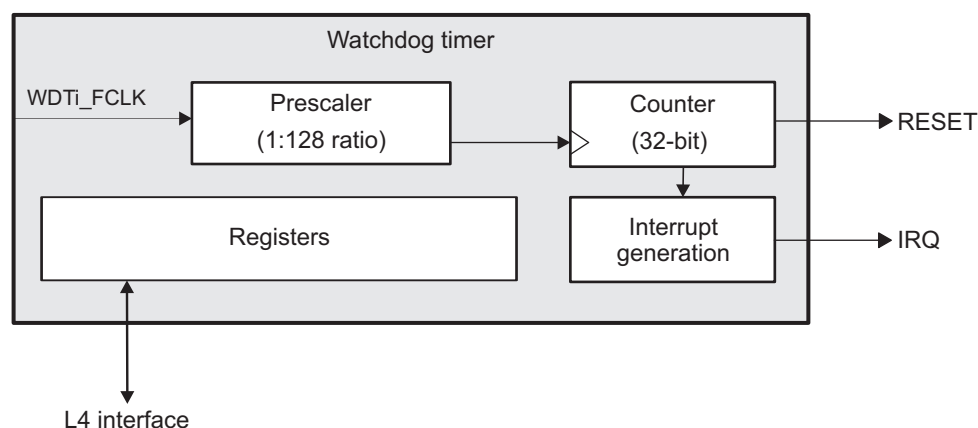 Watchdog timer
WDTi_FCLK
Prescaler
(1:128 ratio)
Counter
(32-bit)
RESET
Registers
Interrupt
generation
IRQ
L4 interface